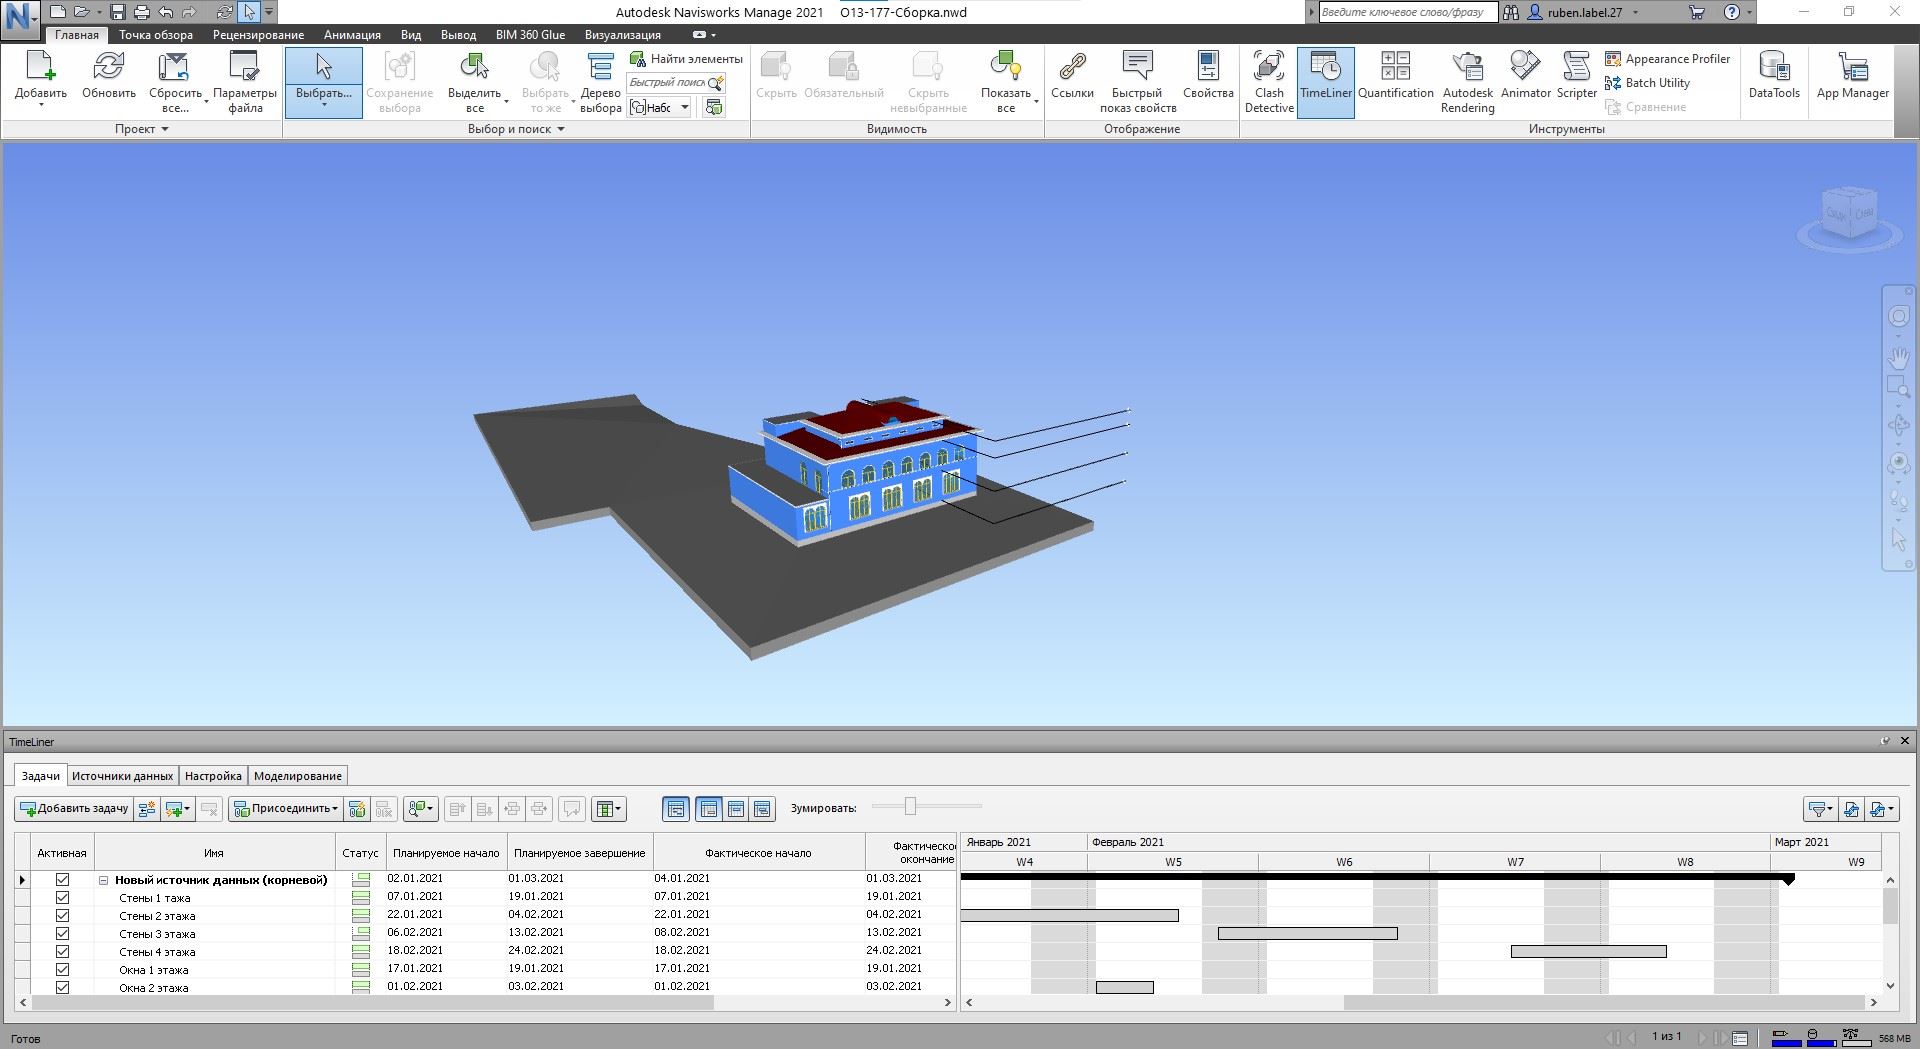 Autodesk Navisworks Manage 2021 O13-177-Сборка.nwd
Введите ключевое слово/фразу
ruben.label.27
Главная Точка обзора Рецензирование Анимация Вид Вывод BIM 360 Glue Визуализация
Добавить
Обновить
Сбросить все...
Параметры файла
Проект
Выбрать...
Сохранение выбора
Выделить все
Выбрать то же
Дерево выбора
Найти элементы
Быстрый поиск
Набс
Выбор и поиск
Скрыть
Обязательный
Скрыть невыбранные
Показать все
Видимость
Ссылки
Быстрый показ свойств
Свойства
Отображение
Clash Detective
TimeLiner
Quantification
Autodesk Rendering
Animator
Scripter
Appearance Profiler
Batch Utility
Сравнение
Инструменты
DataTools
App Manager
TimeLiner
Задачи Источники данных Настройка Моделирование
Добавить задачу
Присоединить
Зумировать:
Активная Имя Статус Планируемое начало Планируемое завершение Фактическое начало Фактическо окончание
Январь 2021 Февраль 2021 Март 2021
W4 W5 W6 W7 W8 W9
Новый источник данных (корневой) 02.01.2021 01.03.2021 04.01.2021 01.03.2021
Стены 1 тажа 07.01.2021 19.01.2021 07.01.2021 19.01.2021
Стены 2 этажа 22.01.2021 04.02.2021 22.01.2021 04.02.2021
Стены 3 этажа 06.02.2021 13.02.2021 08.02.2021 13.02.2021
Стены 4 этажа 18.02.2021 24.02.2021 18.02.2021 24.02.2021
Окна 1 этажа 17.01.2021 19.01.2021 17.01.2021 19.01.2021
Окна 2 этажа 01.02.2021 03.02.2021 01.02.2021 03.02.2021
Готов
1 из 1
568 MB